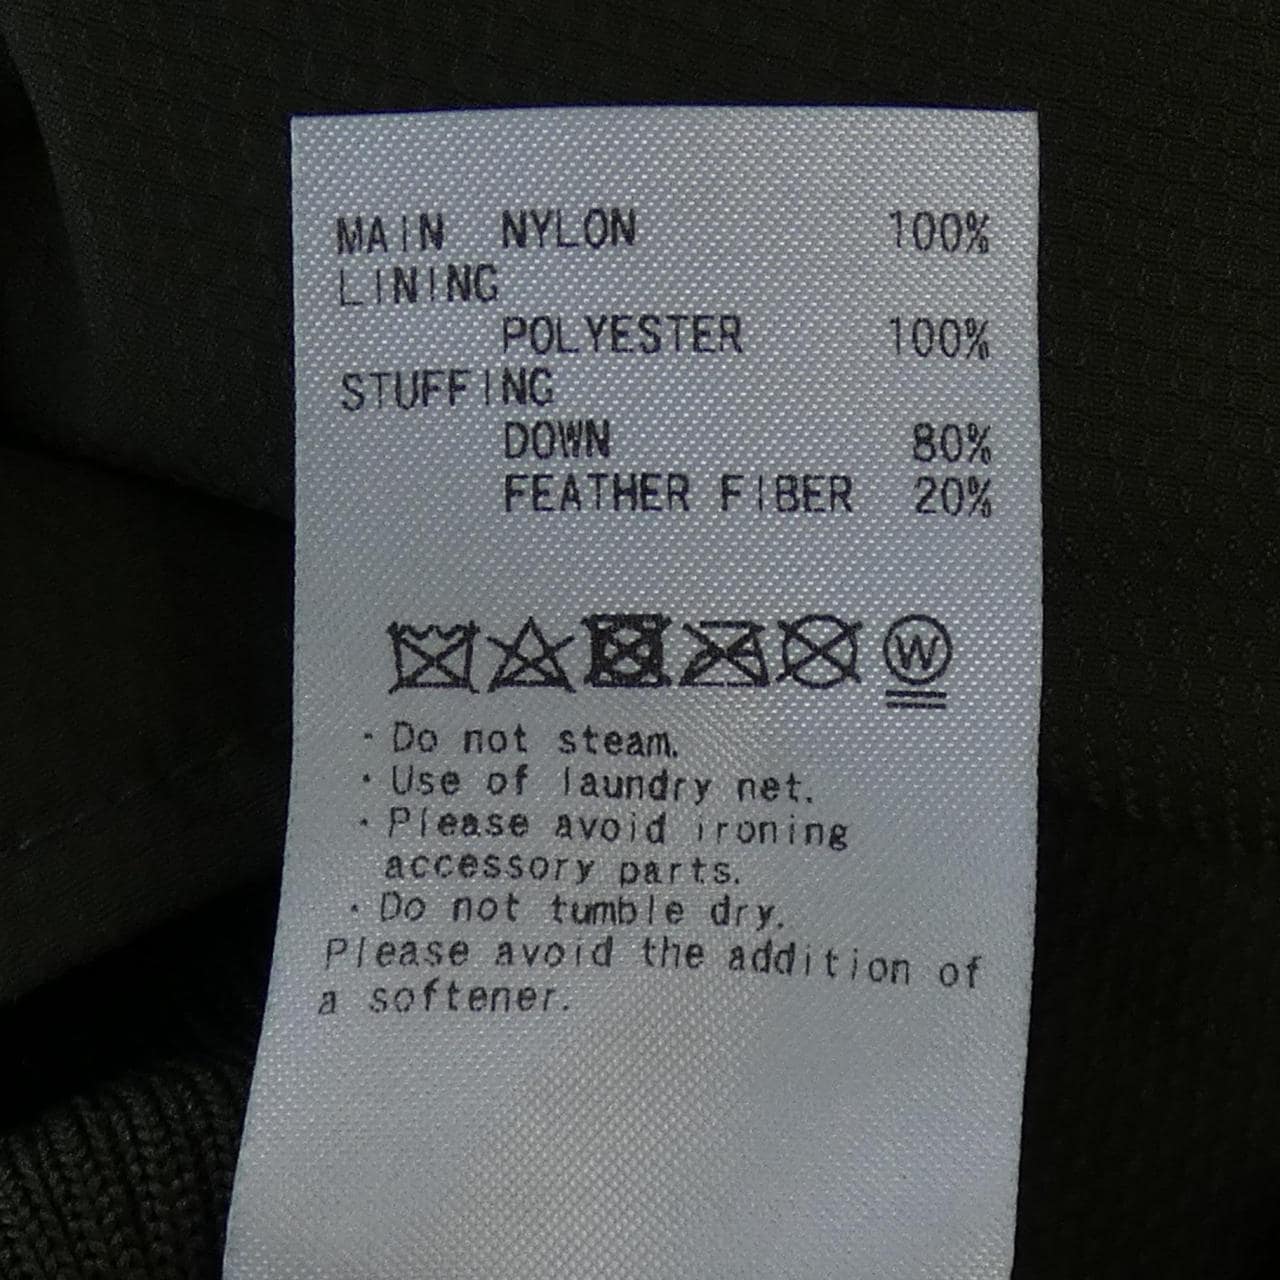 MAIN NYLON 100%
LINING
POLYESTER 100%
STUFFING
DOWN 80%
FEATHER FIBER 20%
W
・Do not steam.
・Use of laundry net.
・Please avoid ironing
accessory parts.
・Do not tumble dry.
Please avoid the addition of
a softener.